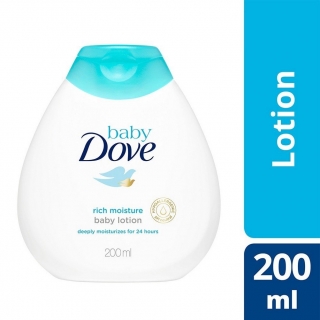 baby
Dove
rich moisture
baby lotion
deeply moisturizes for 24 hours
200ml
Lotion
200
ml